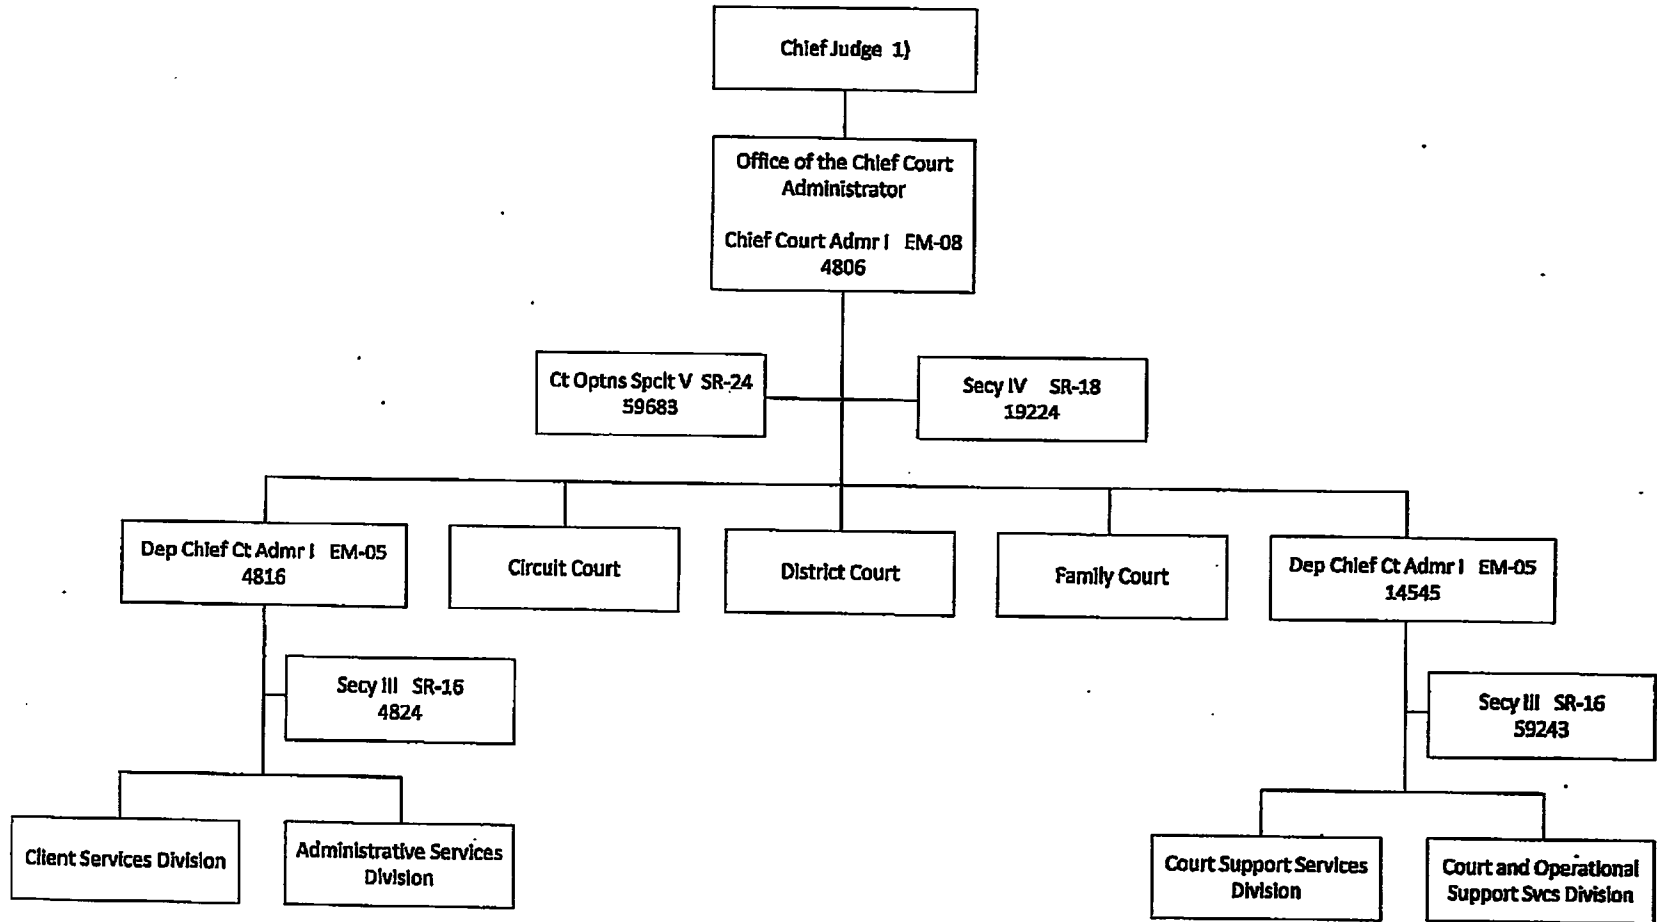 Chief Judge 1)
Office of the Chief Court
Administrator
Chief Court Admr I EM-08
4806
Ct Optns Spclt V SR-24
59683
Secy IV SR-18
19224
Dep Chief Ct Admr I EM-05
4816
Circuit Court
District Court
Family Court
Dep Chief Ct Admr I EM-05
14545
Secy III SR-16
4824
Secy III SR-16
59243
Client Services Division
Administrative Services
Division
Court Support Services
Division
Court and Operational
Support Svcs Division